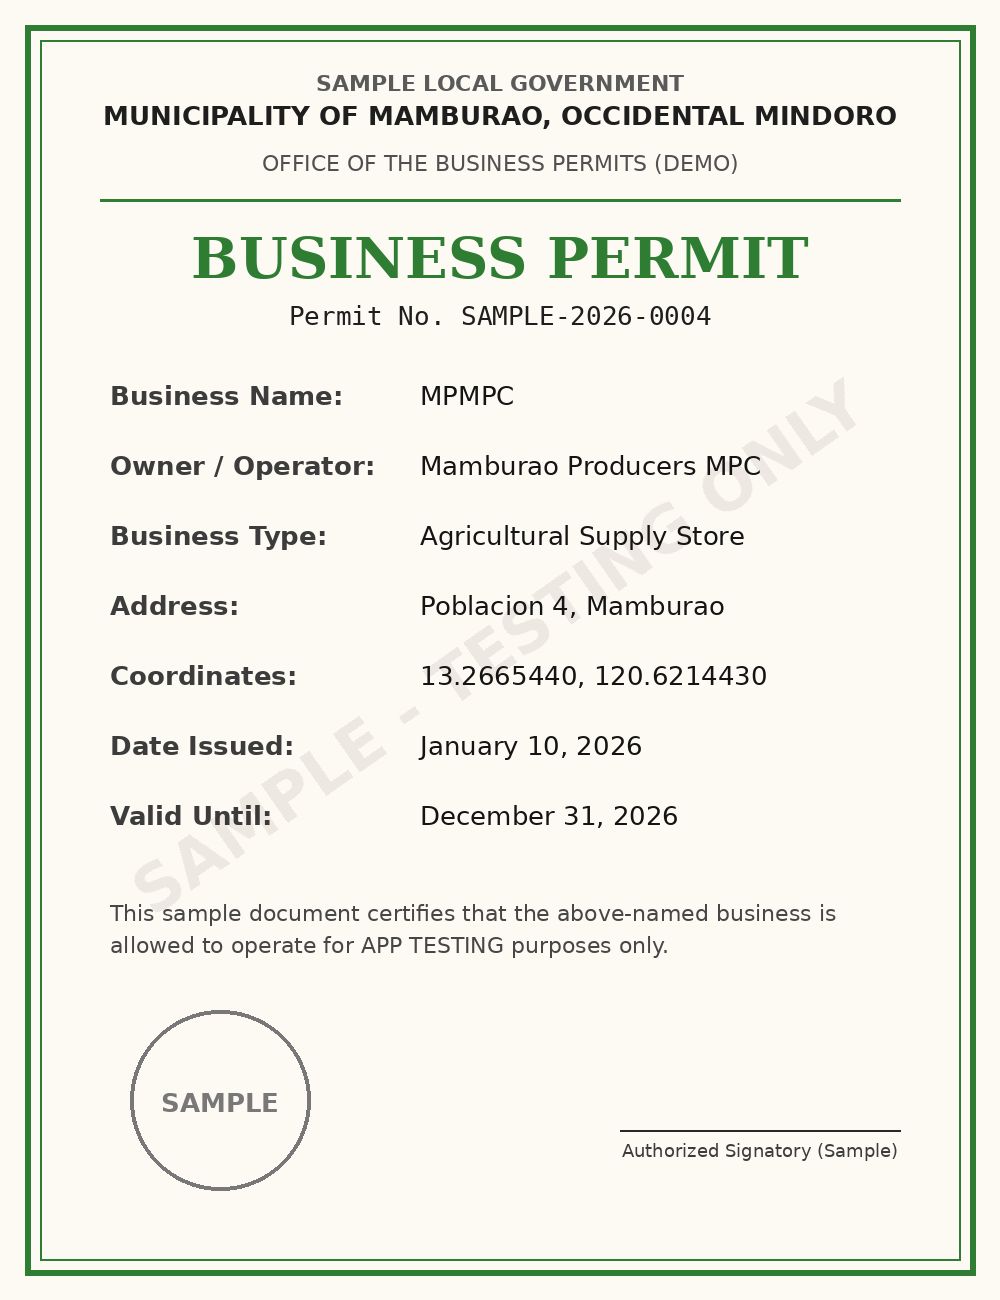 SAMPLE LOCAL GOVERNMENT
MUNICIPALITY OF MAMBURAO, OCCIDENTAL MINDORO
OFFICE OF THE BUSINESS PERMITS (DEMO)
BUSINESS PERMIT
Permit No. SAMPLE-2026-0004
Business Name: MPMPC
Owner / Operator: Mamburao Producers MPC
Business Type: Agricultural Supply Store
Address: Poblacion 4, Mamburao
Coordinates: 13.2665440, 120.6214430
Date Issued: January 10, 2026
Valid Until: December 31, 2026
SAMPLE - TESTING ONLY
This sample document certifies that the above-named business is
allowed to operate for APP TESTING purposes only.
SAMPLE
Authorized Signatory (Sample)